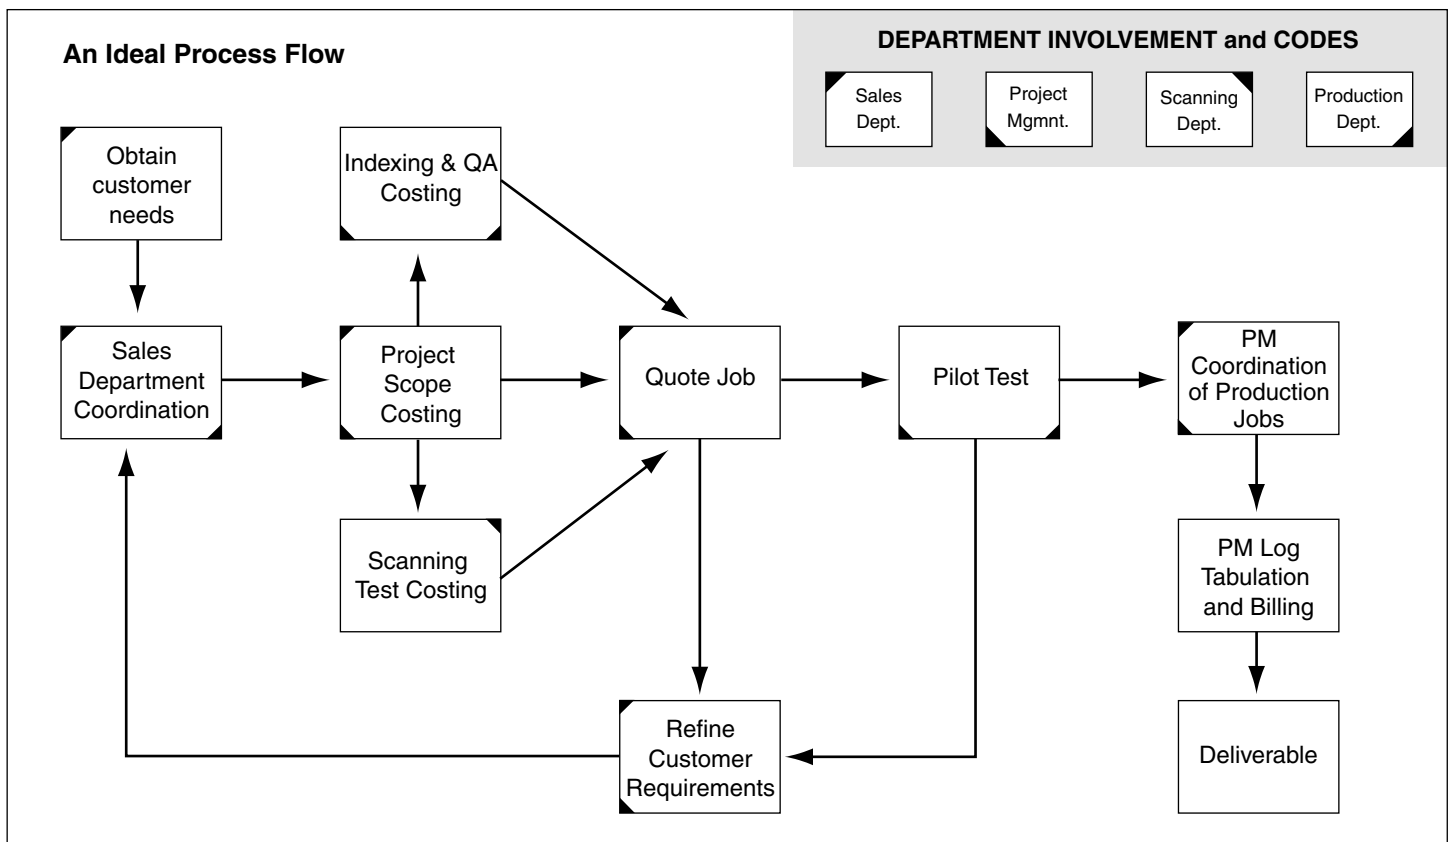 An Ideal Process Flow
DEPARTMENT INVOLVEMENT and CODES
Sales
Dept.
Project
Mgmnt.
Scanning
Dept.
Production
Dept.
Obtain
customer
needs
Indexing & QA
Costing
Sales
Department
Coordination
Project
Scope
Costing
Quote Job
Pilot Test
PM
Coordination
of Production
Jobs
Scanning
Test Costing
PM Log
Tabulation
and Billing
Refine
Customer
Requirements
Deliverable